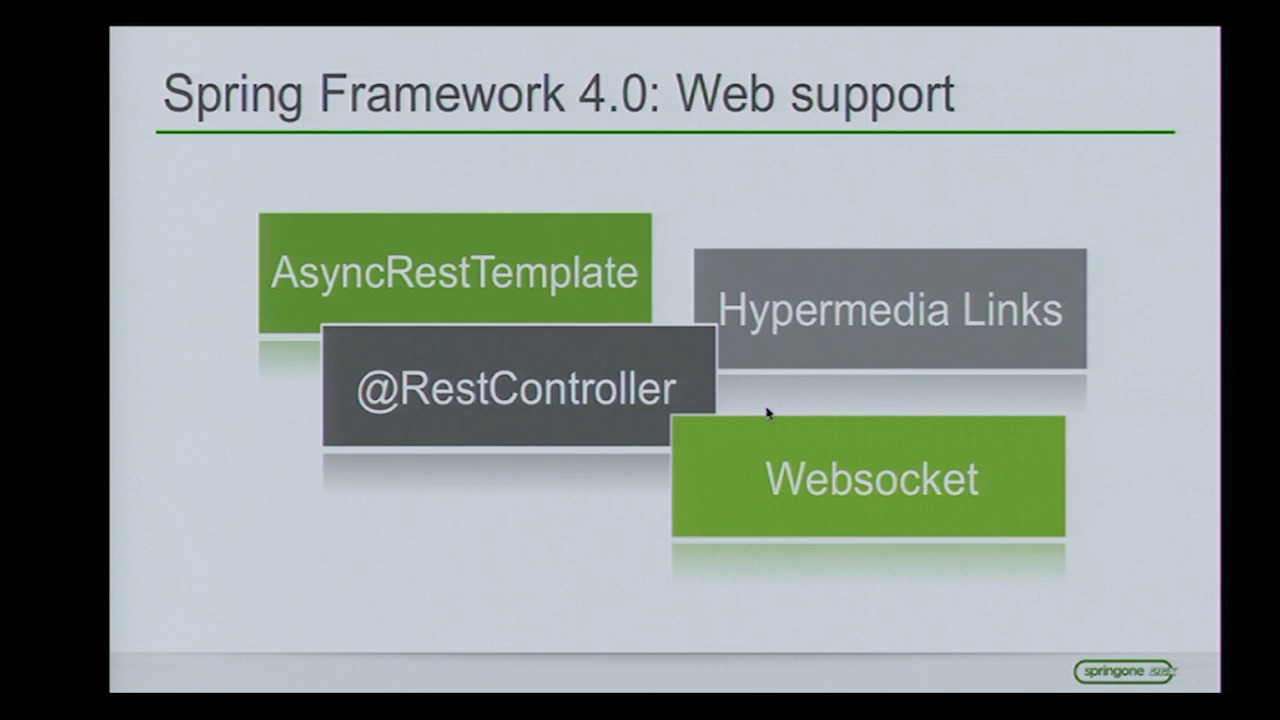 Spring Framework 4.0: Web support
AsyncRestTemplate
Hypermedia Links
@RestController
Websocket
springone